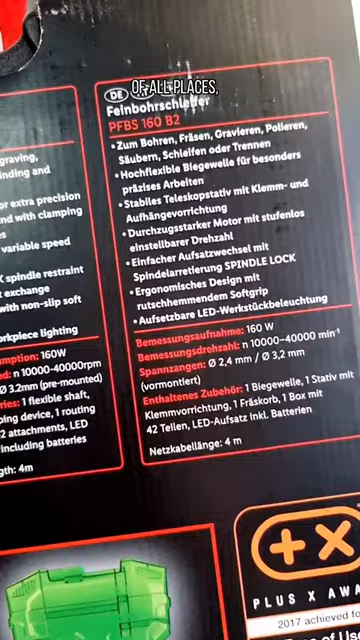 OF ALL PLACES,
graving,
inding and
or extra precision
nd with clamping
variable speed
K spindle restraint
t exchange
with non-slip soft
orkpiece lighting
mption: 160W
ed: n 10000-40000rpm
Ø 3.2mm (pre-mounted)
ries: 1 flexible shaft,
ping device, 1 routing
2 attachments, LED
including batteries
gth: 4m
DE
Feinbohrschleifer
PFBS 160 B2
• Zum Bohren, Fräsen, Gravieren, Polieren,
Säubern, Schleifen oder Trennen
• Hochflexible Biegewelle für besonders
präzises Arbeiten
• Stabiles Teleskopstativ mit Klemm- und
Aufhängevorrichtung
• Durchzugsstarker Motor mit stufenlos
einstellbarer Drehzahl
• Einfacher Aufsatzwechsel mit
Spindelarretierung SPINDLE LOCK
• Ergonomisches Design mit
rutschhemmendem Softgrip
• Aufsetzbare LED-Werkstückbeleuchtung
Bemessungsaufnahme: 160 W
Bemessungsdrehzahl: n 10000–40000 min⁻¹
Spannzangen: Ø 2,4 mm / Ø 3,2 mm
(vormontiert)
Enthaltenes Zubehör: 1 Biegewelle, 1 Stativ mit
Klemmvorrichtung, 1 Fräskorb, 1 Box mit
42 Teilen, LED-Aufsatz inkl. Batterien
Netzkabellänge: 4 m
+ X
PLUS X AWA
2017 achieved fo
of Us